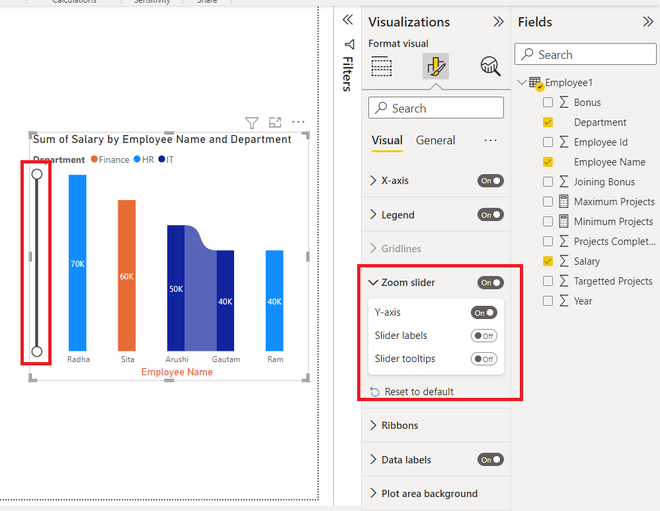 Calculations Sensitivity Share
Sum of Salary by Employee Name and Department
Department Finance HR IT
70K
60K
50K
40K
40K
Radha Sita Arushi Gautam Ram
Employee Name
Filters
Visualizations
Format visual
Search
Visual General
X-axis On
Legend On
Gridlines
Zoom slider On
Y-axis On
Slider labels Off
Slider tooltips Off
Reset to default
Ribbons
Data labels On
Plot area background
Fields
Search
Employee1
Bonus
Department
Employee Id
Employee Name
Joining Bonus
Maximum Projects
Minimum Projects
Projects Complet...
Salary
Targetted Projects
Year